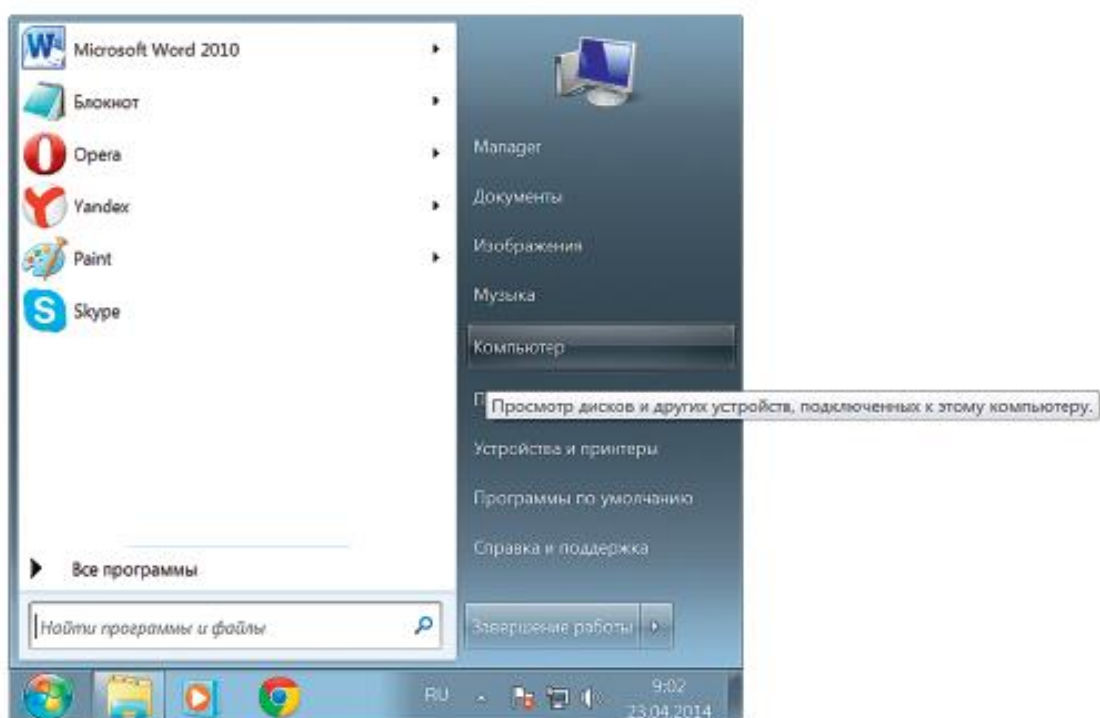 Microsoft Word 2010
Блокнот
Opera
Yandex
Paint
Skype
Все программы
Найти программы и файлы
Manager
Документы
Изображения
Музыка
Компьютер
Просмотр дисков и других устройств, подключенных к этому компьютеру.
Устройства и принтеры
Программы по умолчанию
Справка и поддержка
Завершение работы
RU
9:02
23.04.2014